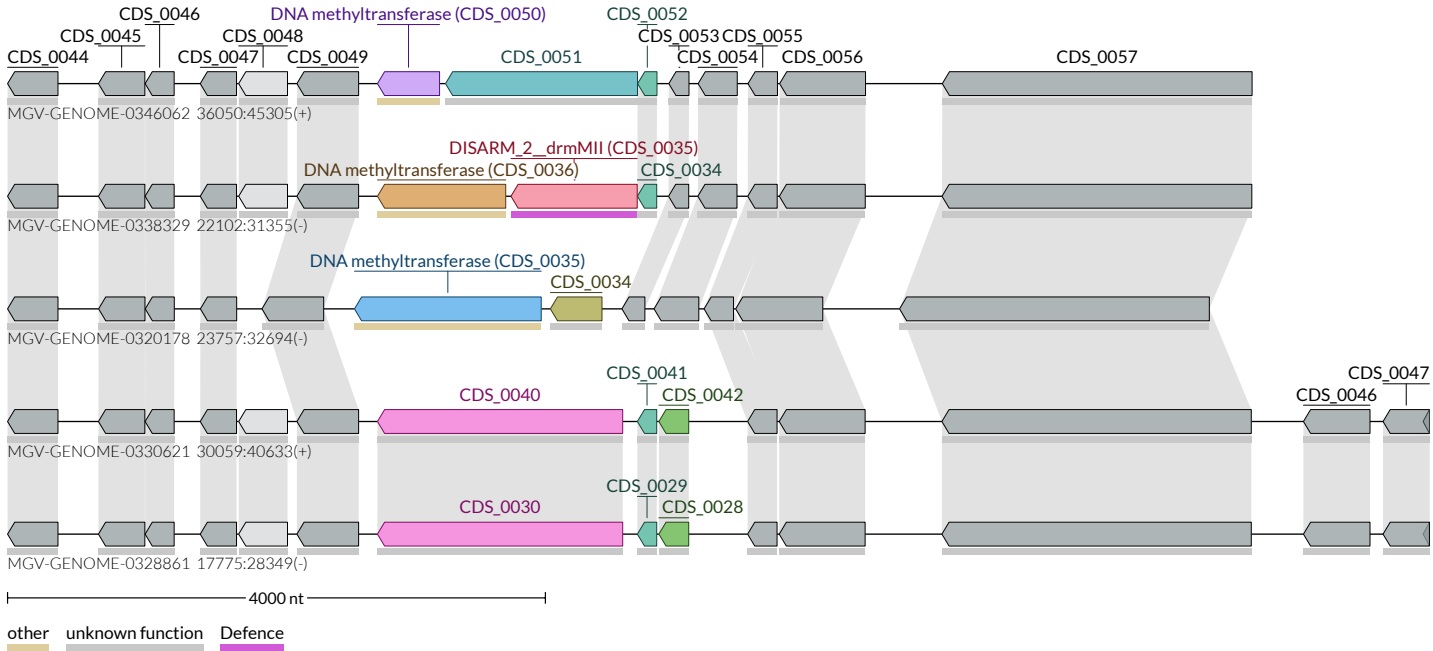 CDS_0046 DNA methyltransferase (CDS_0050) CDS_0052
CDS_0045 CDS_0048 CDS_0053 CDS_0055
CDS_0044 CDS_0047 CDS_0049 CDS_0051 CDS_0054 CDS_0056 CDS_0057
MGV-GENOME-0346062 36050:45305(+)
DISARM_2__drmMII (CDS_0035)
DNA methyltransferase (CDS_0036) CDS_0034
MGV-GENOME-0338329 22102:31355(-)
DNA methyltransferase (CDS_0035)
CDS_0034
MGV-GENOME-0320178 23757:32694(-)
CDS_0041 CDS_0047
CDS_0040 CDS_0042 CDS_0046
MGV-GENOME-0330621 30059:40633(+)
CDS_0029
CDS_0030 CDS_0028
MGV-GENOME-0328861 17775:28349(-)
4000 nt
other unknown function Defence